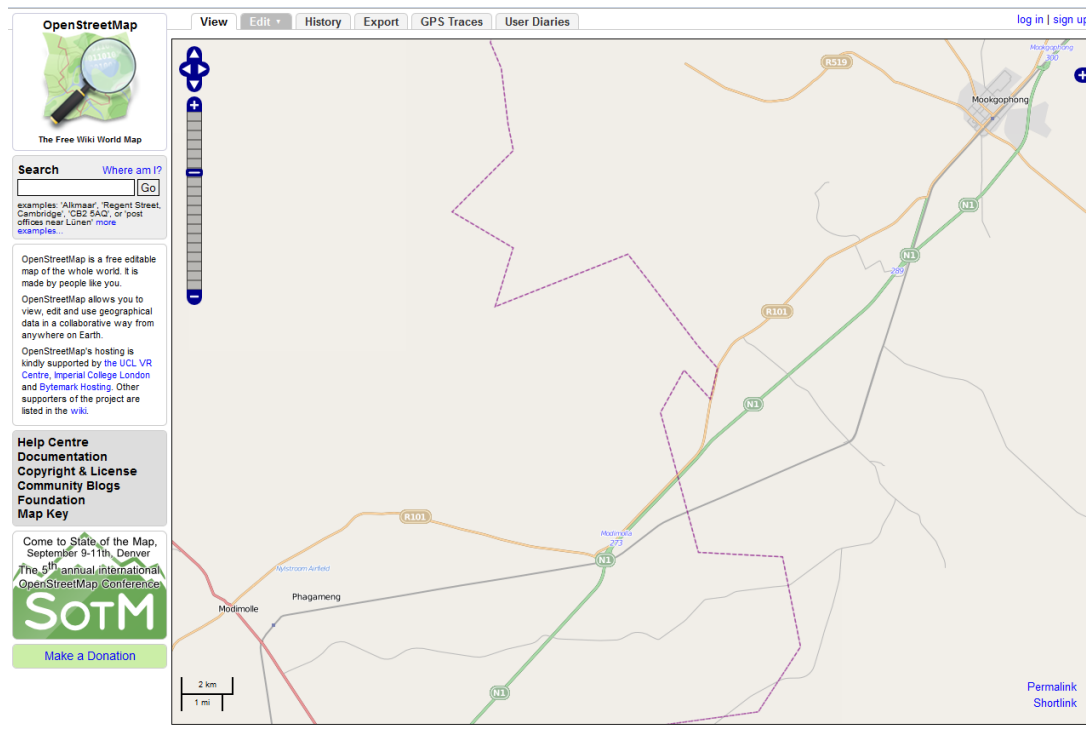 OpenStreetMap
The Free Wiki World Map
View
Edit
History
Export
GPS Traces
User Diaries
log in | sign up
Search
Where am I?
Go
examples: 'Alkmaar', 'Regent Street,
Cambridge', 'CB2 5AQ', or 'post
offices near Lünen' more
examples...
OpenStreetMap is a free editable
map of the whole world. It is
made by people like you.
OpenStreetMap allows you to
view, edit and use geographical
data in a collaborative way from
anywhere on Earth.
OpenStreetMap's hosting is
kindly supported by the UCL VR
Centre, Imperial College London
and Bytemark Hosting. Other
supporters of the project are
listed in the wiki.
Help Centre
Documentation
Copyright & License
Community Blogs
Foundation
Map Key
Come to State of the Map,
September 9-11th, Denver
The 5th annual international
OpenStreetMap Conference
SOTM
Make a Donation
Mookgophong
300
R519
Mookgophong
N1
N1
289
R101
N1
R101
Modimolla
273
N1
Nylstroom Airfield
Phagameng
Modimolle
N1
2 km
1 mi
Permalink
Shortlink